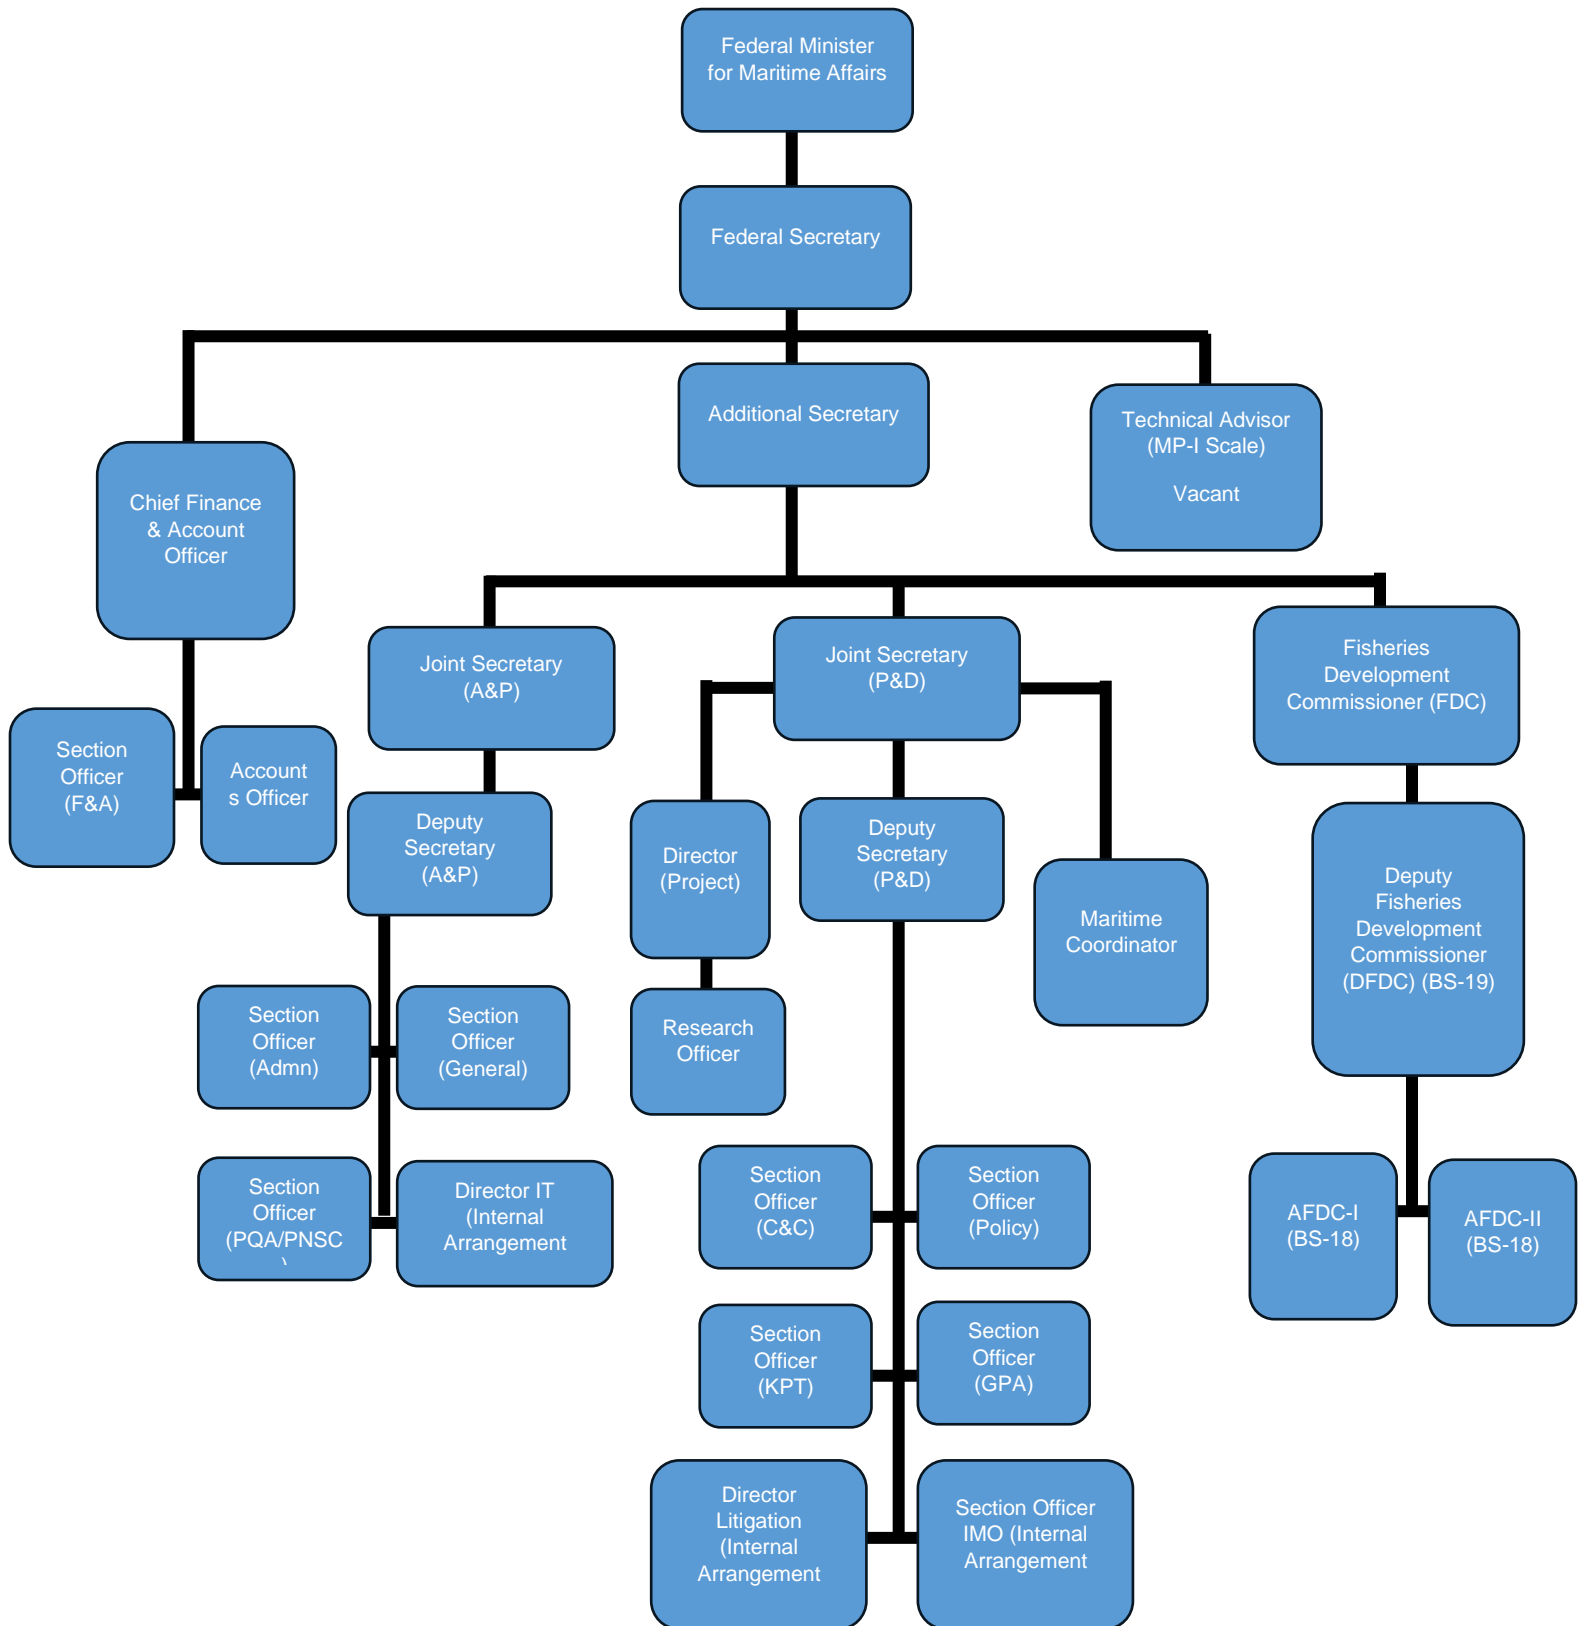 Federal Minister
for Maritime Affairs
Federal Secretary
Additional Secretary
Technical Advisor
(MP-I Scale)
Vacant
Chief Finance
& Account
Officer
Joint Secretary
(A&P)
Joint Secretary
(P&D)
Fisheries
Development
Commissioner (FDC)
Section
Officer
(F&A)
Account
s Officer
Deputy
Secretary
(A&P)
Director
(Project)
Deputy
Secretary
(P&D)
Maritime
Coordinator
Deputy
Fisheries
Development
Commissioner
(DFDC) (BS-19)
Section
Officer
(Admn)
Section
Officer
(General)
Research
Officer
Section
Officer
(PQA/PNSC
)
Director IT
(Internal
Arrangement
Section
Officer
(C&C)
Section
Officer
(Policy)
AFDC-I
(BS-18)
AFDC-II
(BS-18)
Section
Officer
(KPT)
Section
Officer
(GPA)
Director
Litigation
(Internal
Arrangement
Section Officer
IMO (Internal
Arrangement